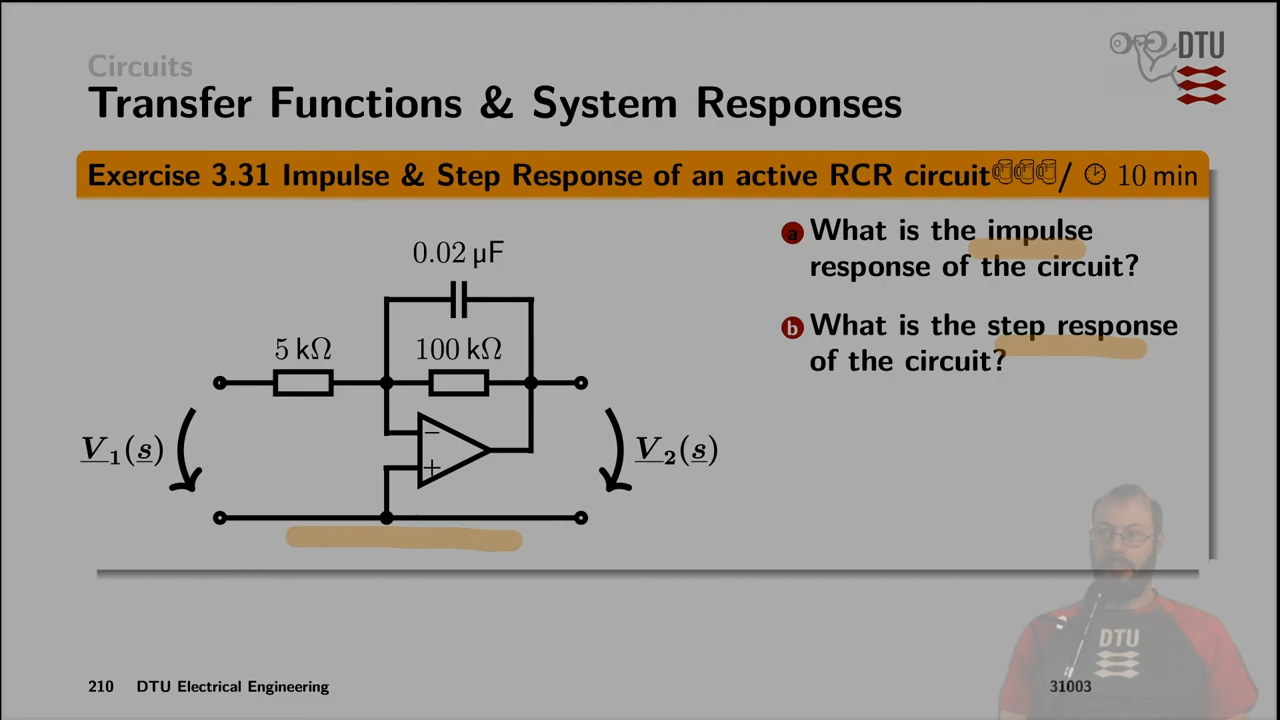 Circuits
Transfer Functions & System Responses
DTU
Exercise 3.31 Impulse & Step Response of an active RCR circuit / 10 min
a What is the impulse
response of the circuit?
b What is the step response
of the circuit?
0.02 µF
5 kΩ
100 kΩ
V₁(s)
−
+
V₂(s)
DTU
210 DTU Electrical Engineering
31003